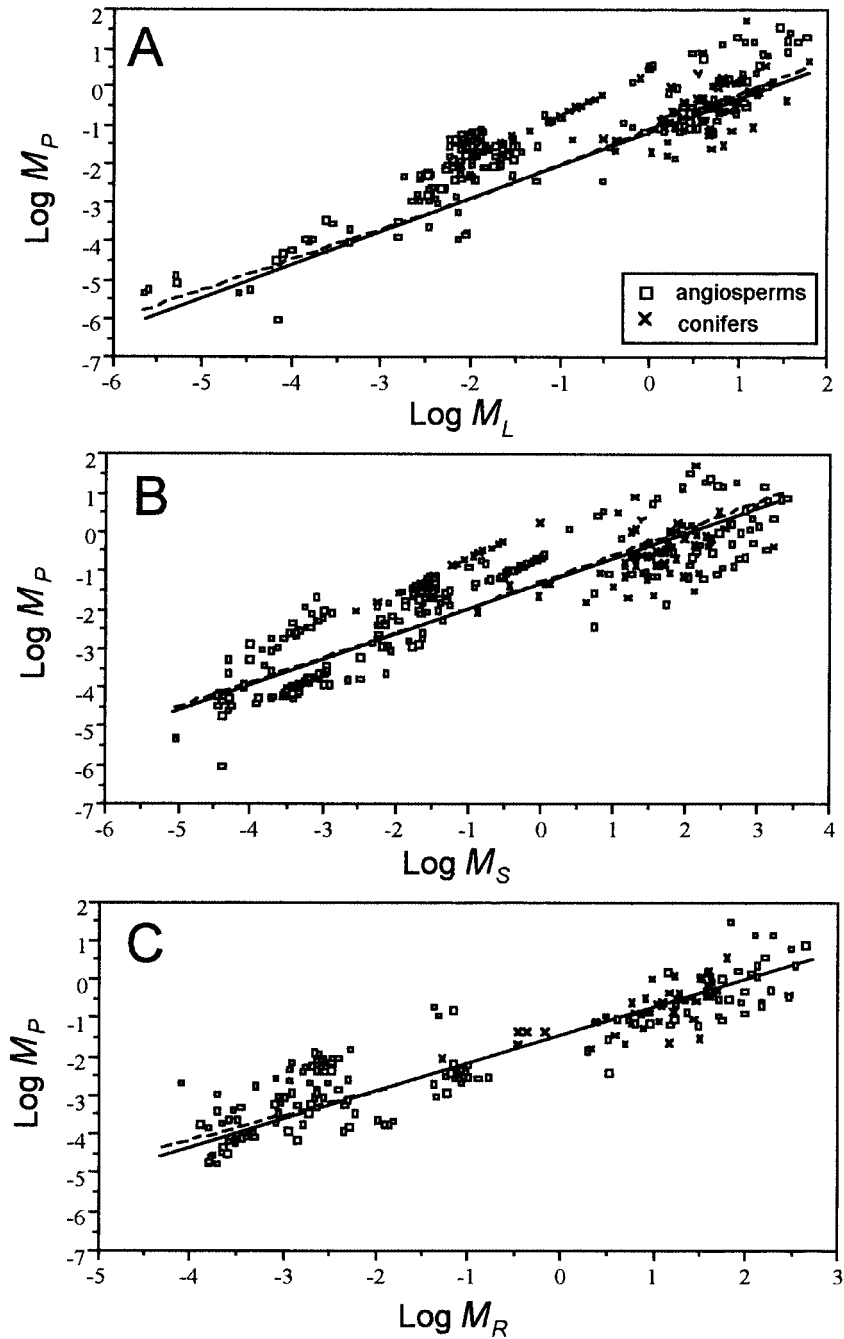 A
Log M_P
2
1
0
-1
-2
-3
-4
-5
-6
-7
-6 -5 -4 -3 -2 -1 0 1 2
Log M_L
angiosperms
conifers
B
Log M_P
2
1
0
-1
-2
-3
-4
-5
-6
-7
-6 -5 -4 -3 -2 -1 0 1 2 3 4
Log M_S
C
Log M_P
2
1
0
-1
-2
-3
-4
-5
-6
-7
-5 -4 -3 -2 -1 0 1 2 3
Log M_R